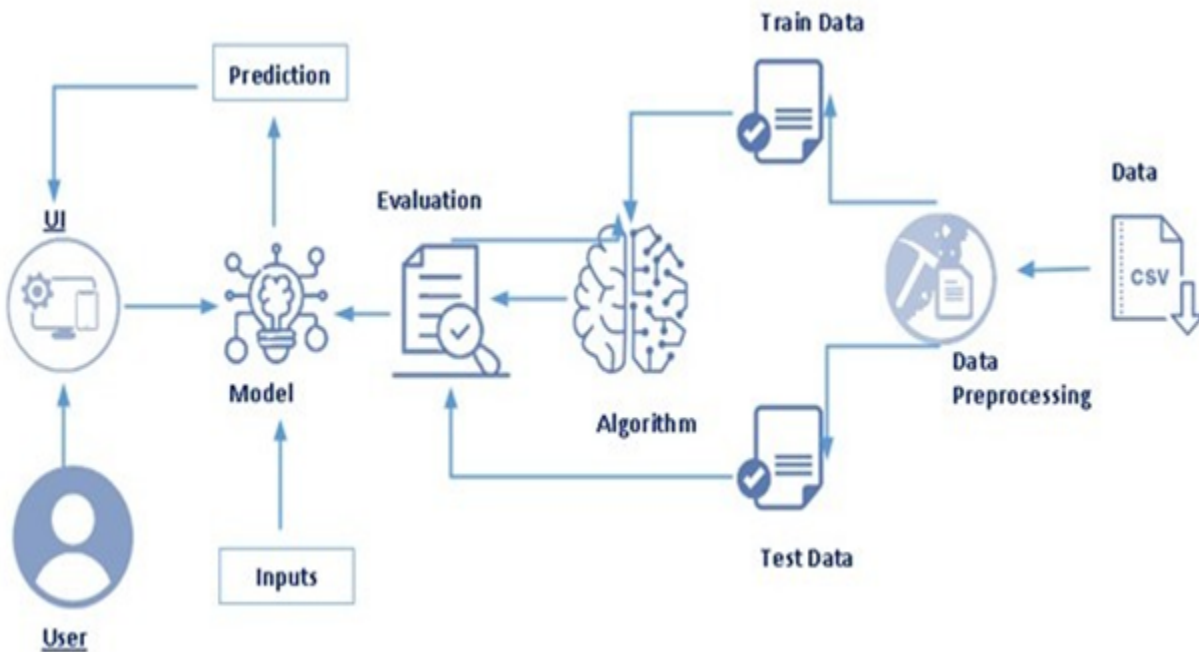 Train Data
Prediction
Data
Evaluation
UI
CSV
Model
Data
Preprocessing
Algorithm
Inputs
Test Data
User